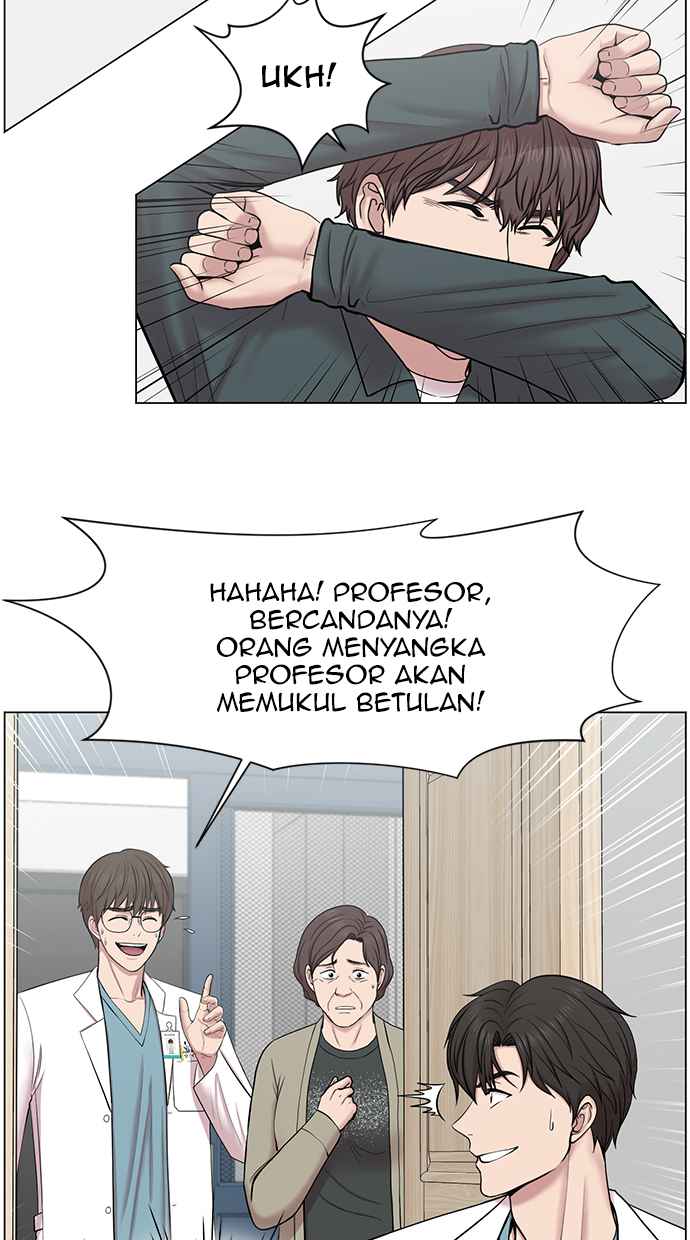 UKH!
HAHAHA! PROFESOR,
BERCANDANYA!
ORANG MENYANGKA
PROFESOR AKAN
MEMUKUL BETULAN!